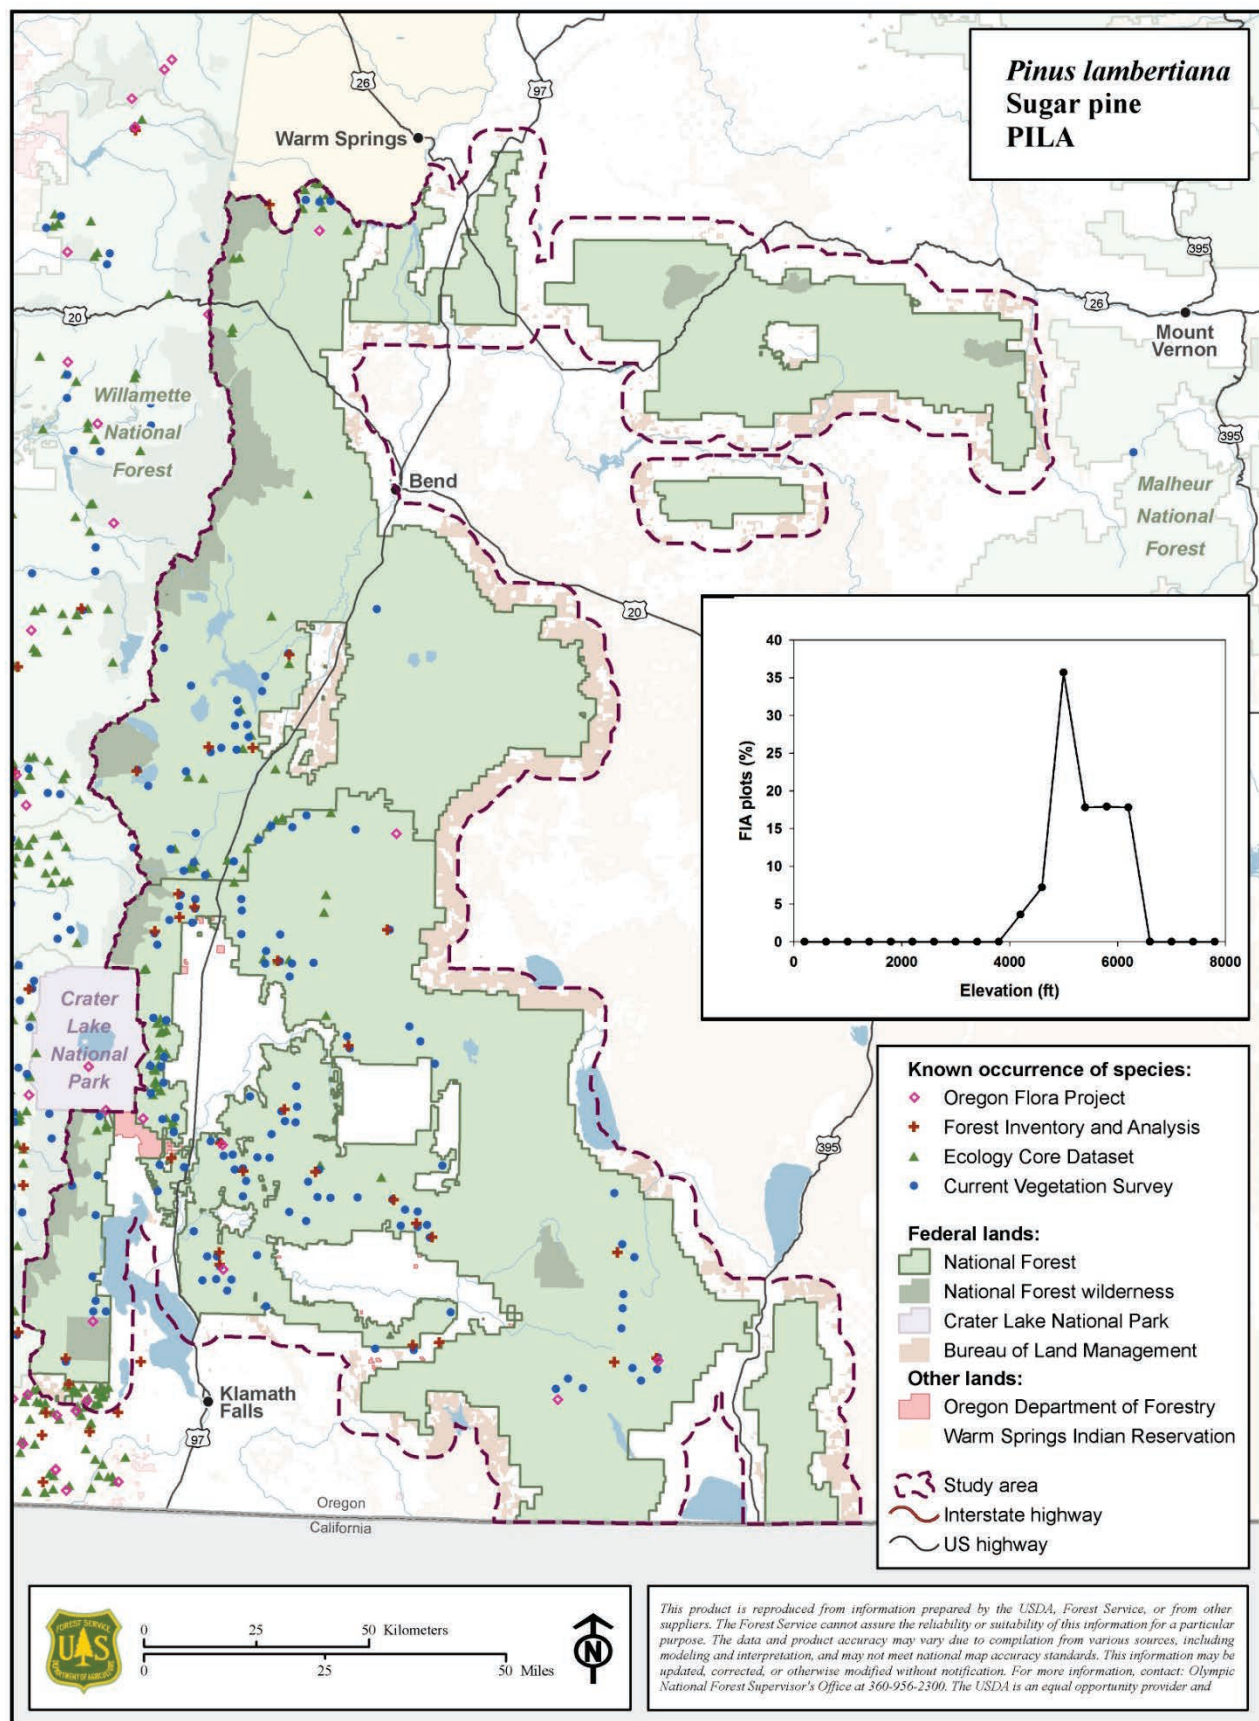 Pinus lambertiana
Sugar pine
PILA
26
97
Warm Springs
395
26
Mount
Vernon
20
Willamette
National
Forest
395
Bend
Malheur
National
Forest
20
40
35
30
25
20
15
10
5
0
FIA plots (%)
0 2000 4000 6000 8000
Elevation (ft)
Crater
Lake
National
Park
395
Klamath
Falls
97
Oregon
California
Known occurrence of species:
Oregon Flora Project
Forest Inventory and Analysis
Ecology Core Dataset
Current Vegetation Survey
Federal lands:
National Forest
National Forest wilderness
Crater Lake National Park
Bureau of Land Management
Other lands:
Oregon Department of Forestry
Warm Springs Indian Reservation
Study area
Interstate highway
US highway
FOREST SERVICE
U S
DEPARTMENT OF AGRICULTURE
0 25 50 Kilometers
0 25 50 Miles
N
This product is reproduced from information prepared by the USDA, Forest Service, or from other
suppliers. The Forest Service cannot assure the reliability or suitability of this information for a particular
purpose. The data and product accuracy may vary due to compilation from various sources, including
modeling and interpretation, and may not meet national map accuracy standards. This information may be
updated, corrected, or otherwise modified without notification. For more information, contact: Olympic
National Forest Supervisor's Office at 360-956-2300. The USDA is an equal opportunity provider and